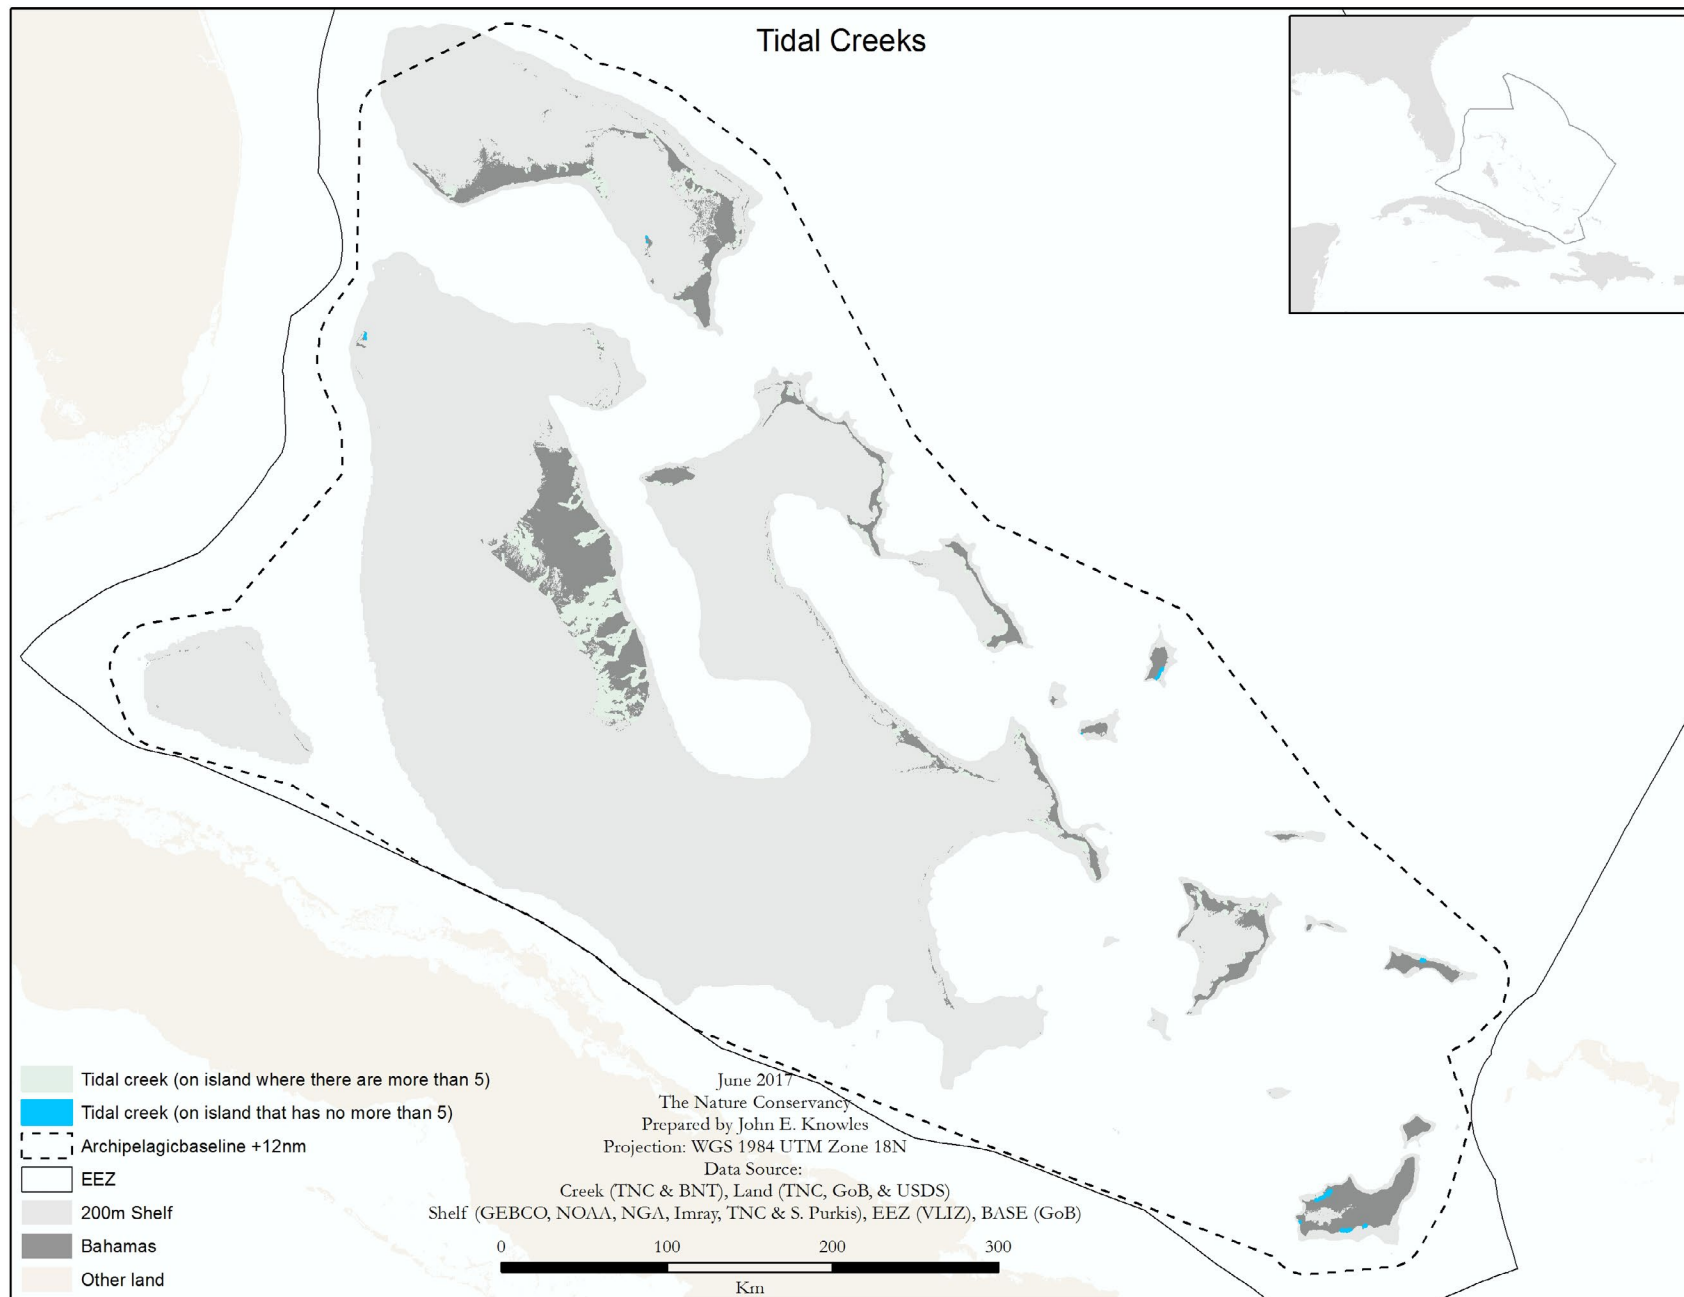 Tidal Creeks
Tidal creek (on island where there are more than 5)
Tidal creek (on island that has no more than 5)
Archipelagicbaseline +12nm
EEZ
200m Shelf
Bahamas
Other land
June 2017
The Nature Conservancy
Prepared by John E. Knowles
Projection: WGS 1984 UTM Zone 18N
Data Source:
Creek (TNC & BNT), Land (TNC, GoB, & USDS)
Shelf (GEBCO, NOAA, NGA, Imray, TNC & S. Purkis), EEZ (VLIZ), BASE (GoB)
0 100 200 300
Km